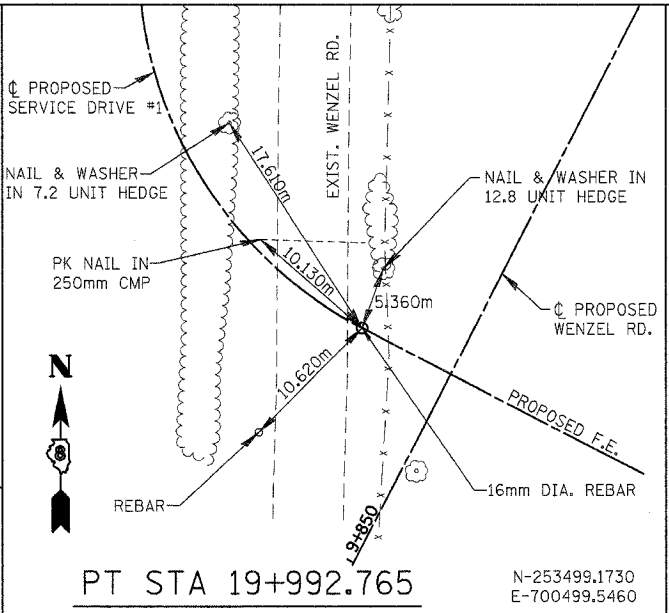 ℄ PROPOSED
SERVICE DRIVE #1
NAIL & WASHER
IN 7.2 UNIT HEDGE
17.610m
EXIST. WENZEL RD.
NAIL & WASHER IN
12.8 UNIT HEDGE
PK NAIL IN
250mm CMP
10.130m
5.360m
℄ PROPOSED
WENZEL RD.
N
8
10.620m
PROPOSED F.E.
REBAR
16mm DIA. REBAR
9+850
PT STA 19+992.765
N-253499.1730
E-700499.5460